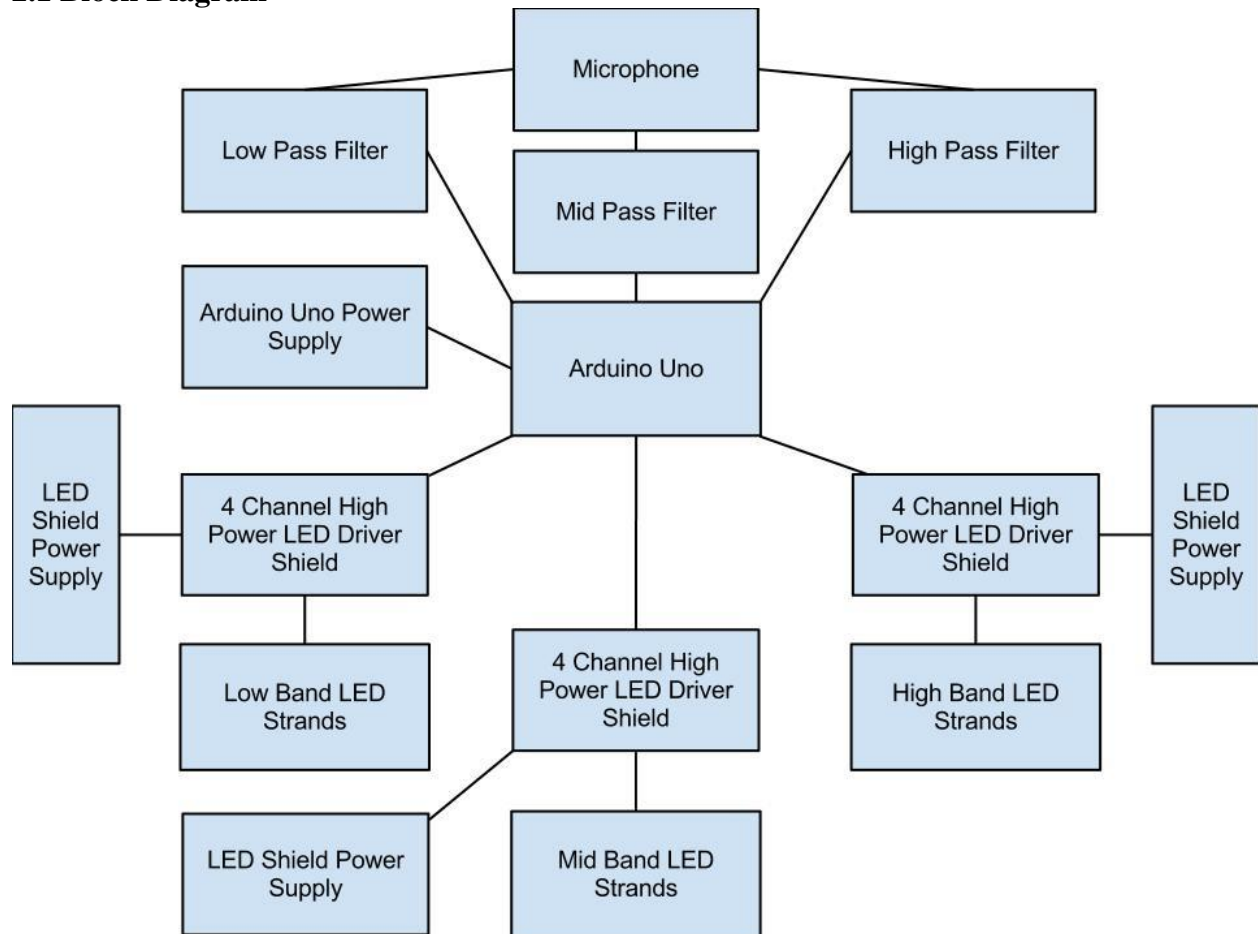 Microphone
Low Pass Filter
High Pass Filter
Mid Pass Filter
Arduino Uno Power
Supply
Arduino Uno
LED
Shield
Power
Supply
4 Channel High
Power LED Driver
Shield
4 Channel High
Power LED Driver
Shield
LED
Shield
Power
Supply
Low Band LED
Strands
4 Channel High
Power LED Driver
Shield
High Band LED
Strands
LED Shield Power
Supply
Mid Band LED
Strands